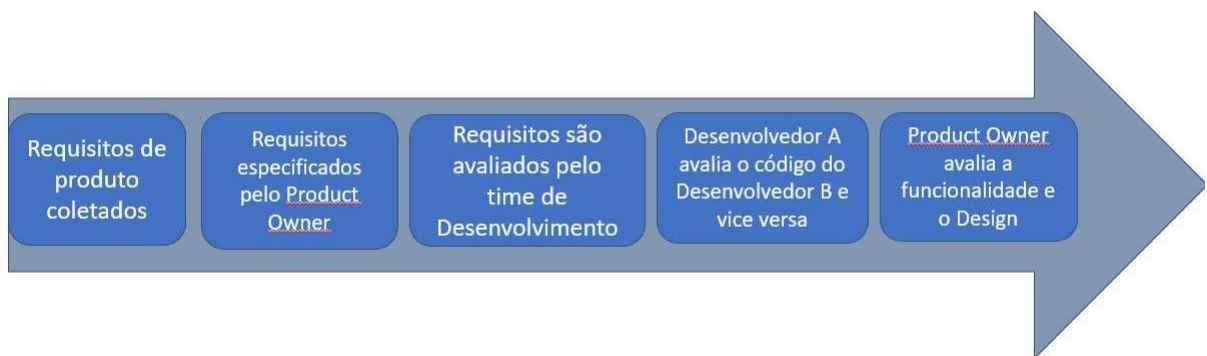 Requisitos de
produto
coletados
Requisitos
especificados
pelo Product
Owner
Requisitos são
avaliados pelo
time de
Desenvolvimento
Desenvolvedor A
avalia o código do
Desenvolvedor B e
vice versa
Product Owner
avalia a
funcionalidade e
o Design